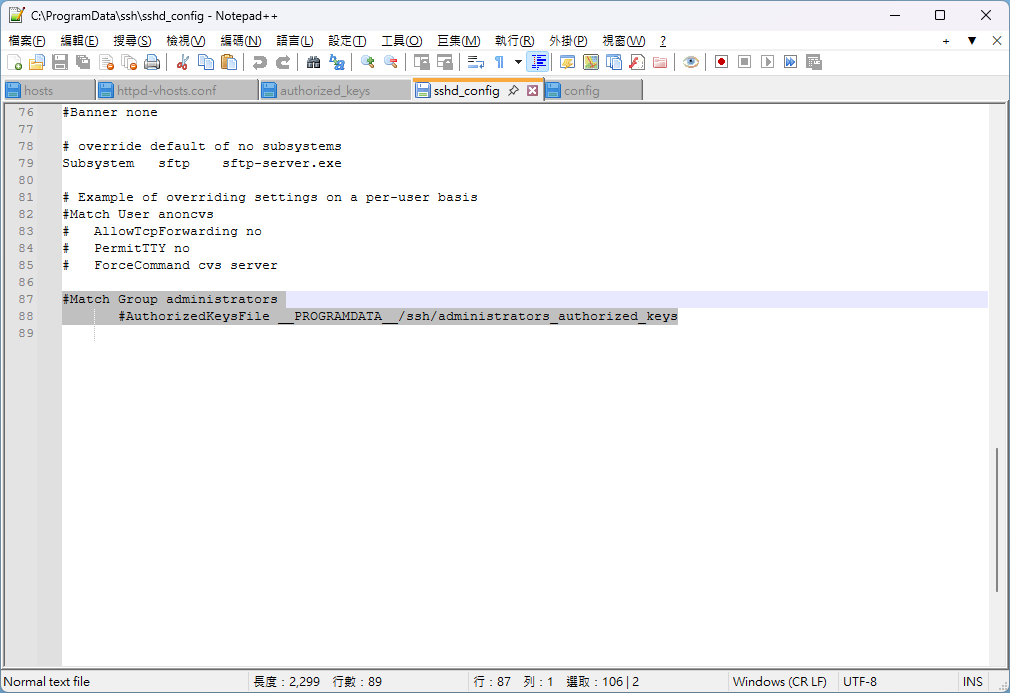 C:\ProgramData\ssh\sshd_config - Notepad++
檔案(F) 編輯(E) 搜尋(S) 檢視(V) 編碼(N) 語言(L) 設定(T) 工具(O) 巨集(M) 執行(R) 外掛(P) 視窗(W) ?
hosts httpd-vhosts.conf authorized_keys sshd_config config
76 #Banner none
77
78 # override default of no subsystems
79 Subsystem sftp sftp-server.exe
80
81 # Example of overriding settings on a per-user basis
82 #Match User anoncvs
83 # AllowTcpForwarding no
84 # PermitTTY no
85 # ForceCommand cvs server
86
87 #Match Group administrators
88 #AuthorizedKeysFile __PROGRAMDATA__/ssh/administrators_authorized_keys
89
Normal text file 長度：2,299 行數：89 行：87 列：1 選取：106 | 2 Windows (CR LF) UTF-8 INS